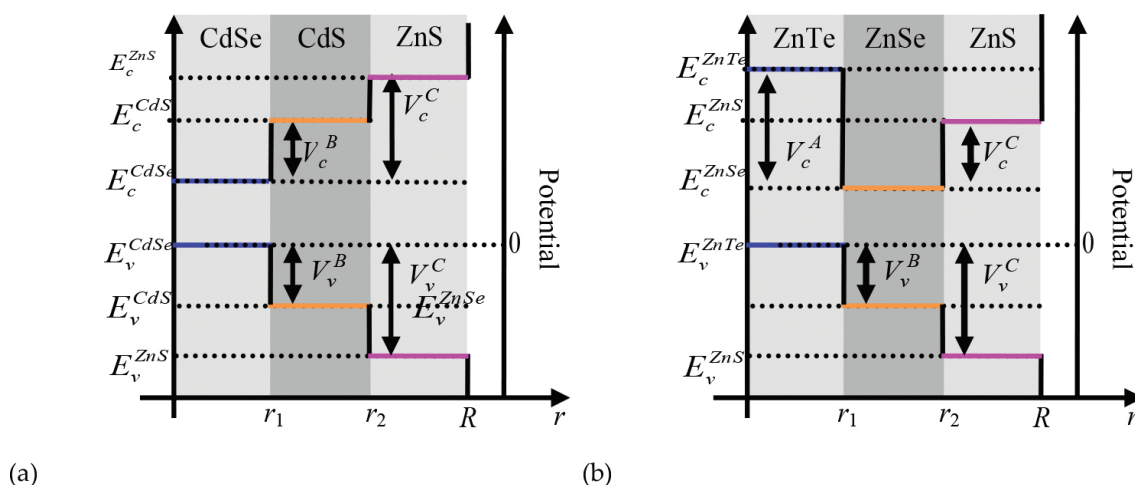 CdSe CdS ZnS
E_c^{ZnS}
E_c^{CdS}
E_c^{CdSe}
E_v^{CdSe}
E_v^{CdS}
E_v^{ZnS}
V_c^B
V_c^C
V_v^B
V_v^C
E_v^{ZnSe}
0
Potential
r_1 r_2 R r
(a)
ZnTe ZnSe ZnS
E_c^{ZnTe}
E_c^{ZnS}
E_c^{ZnSe}
E_v^{ZnTe}
E_v^{ZnS}
V_c^A
V_c^C
V_v^B
V_v^C
0
Potential
r_1 r_2 R r
(b)